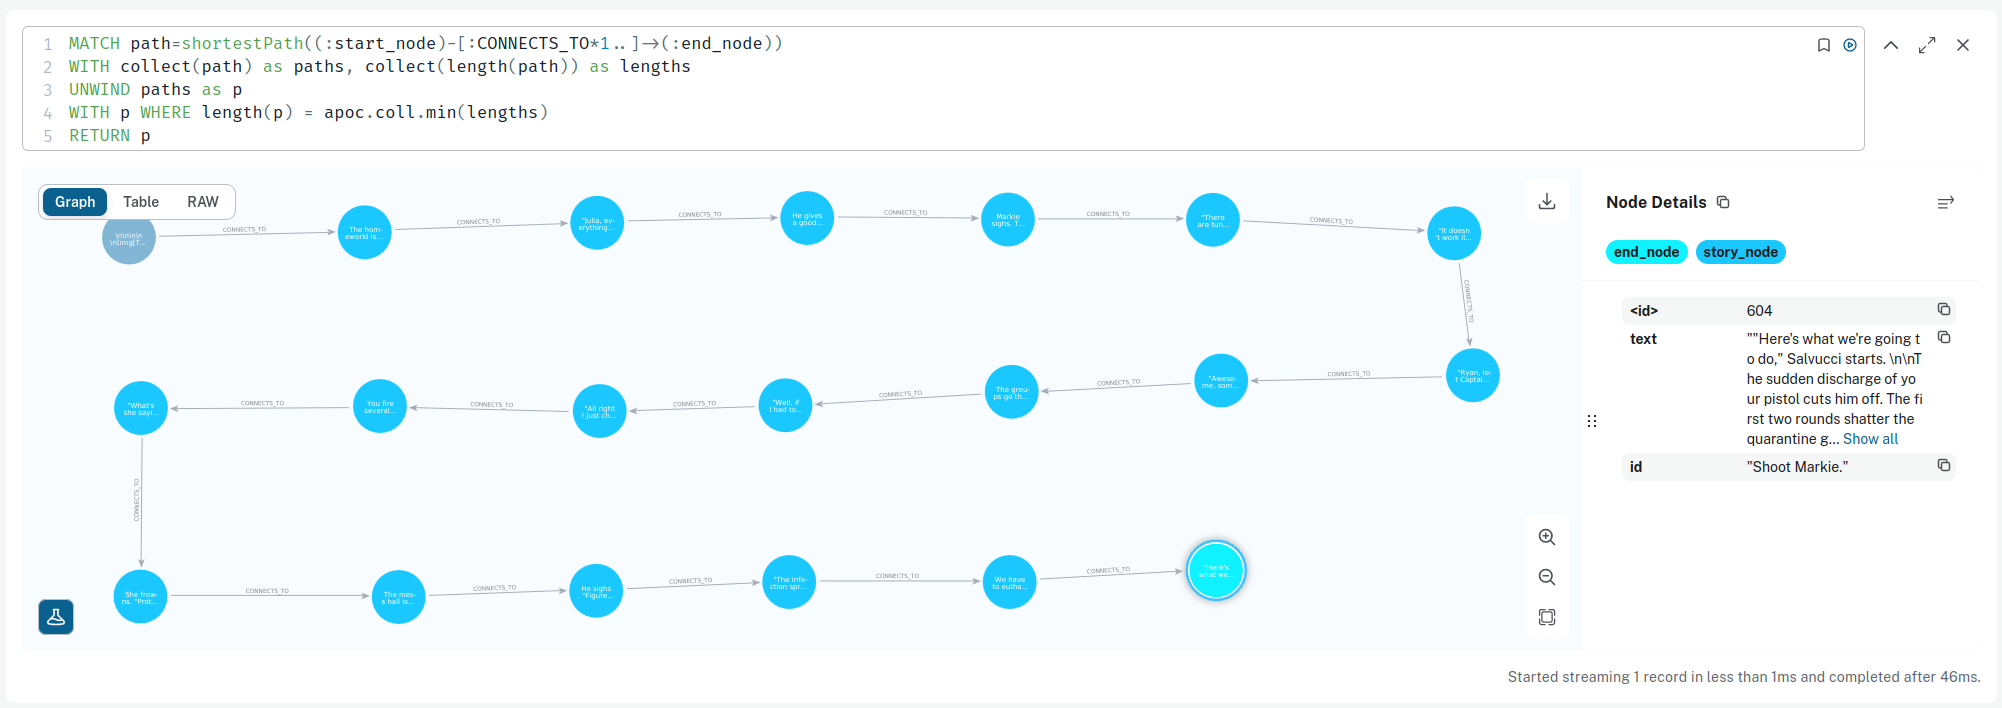 1 MATCH path=shortestPath((:start_node)-[:CONNECTS_TO*1..]->(:end_node))
2 WITH collect(path) as paths, collect(length(path)) as lengths
3 UNWIND paths as p
4 WITH p WHERE length(p) = apoc.coll.min(lengths)
5 RETURN p
Graph Table RAW
\n\n\n\n
\n[img[T...
CONNECTS_TO
The hom-
eworld is...
CONNECTS_TO
"Julia, ev-
erything...
CONNECTS_TO
He gives
a good...
CONNECTS_TO
Markie
sighs. T...
CONNECTS_TO
"There
are tun...
CONNECTS_TO
"It doesn
't work li...
CONNECTS_TO
"Ryan, le-
t Captai...
CONNECTS_TO
"Aweso-
me, som...
CONNECTS_TO
The grou-
ps go th...
CONNECTS_TO
"Well, if
I had to...
CONNECTS_TO
"All right
! Just ch...
CONNECTS_TO
You fire
several...
CONNECTS_TO
"What's
she sayi...
CONNECTS_TO
She frow-
ns. "Prot...
CONNECTS_TO
The mes-
s hall is...
CONNECTS_TO
He sighs
. "Figure...
CONNECTS_TO
"The infe-
ction spr...
CONNECTS_TO
We have
to eutha...
CONNECTS_TO
"Here's
what we...
Node Details
end_node story_node
<id> 604
text ""Here's what we're going t
o do," Salvucci starts. \n\nT
he sudden discharge of yo
ur pistol cuts him off. The fi
rst two rounds shatter the
quarantine g... Show all
id "Shoot Markie."
Started streaming 1 record in less than 1ms and completed after 46ms.